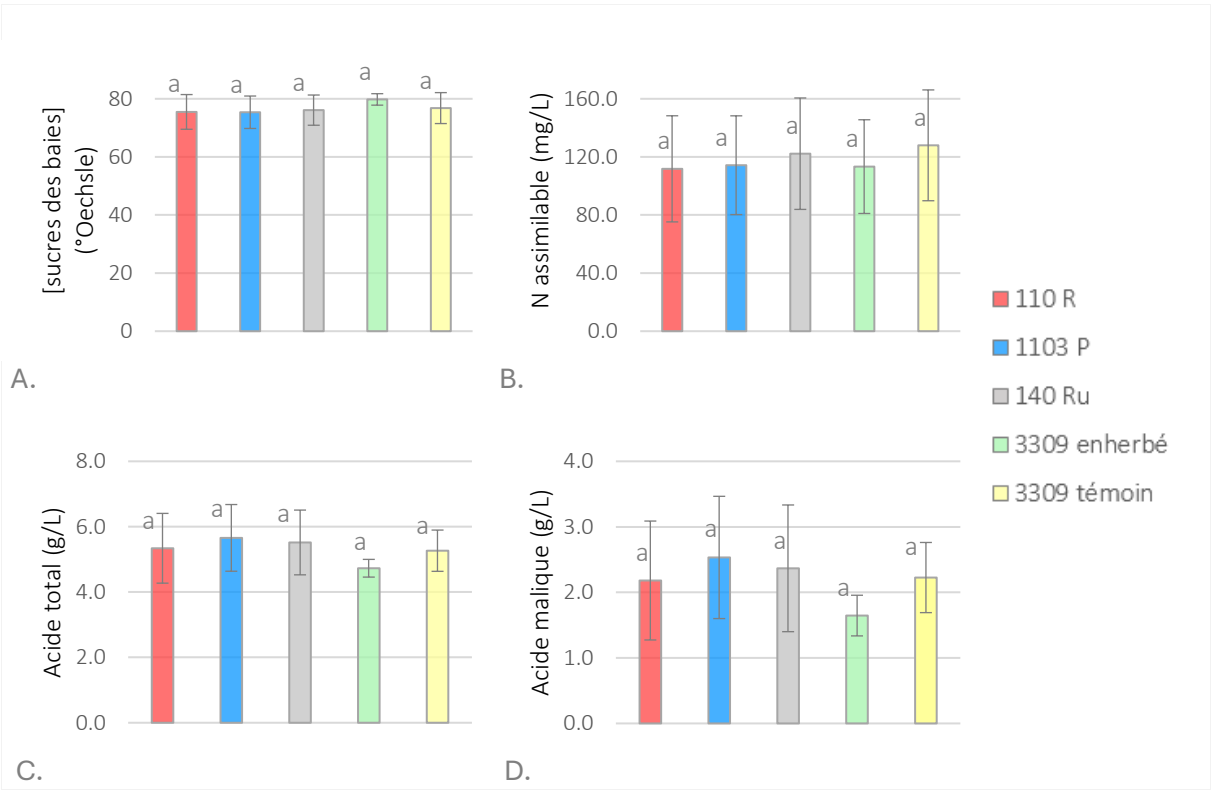 [sucres des baies]
(°Oechsle)
80
60
40
20
0
a a a a a
A.
N assimilable (mg/L)
160.0
120.0
80.0
40.0
0.0
a a a a a
B.
110 R
1103 P
140 Ru
3309 enherbé
3309 témoin
Acide total (g/L)
8.0
6.0
4.0
2.0
0.0
a a a a a
C.
Acide malique (g/L)
4.0
3.0
2.0
1.0
0.0
a a a a a
D.